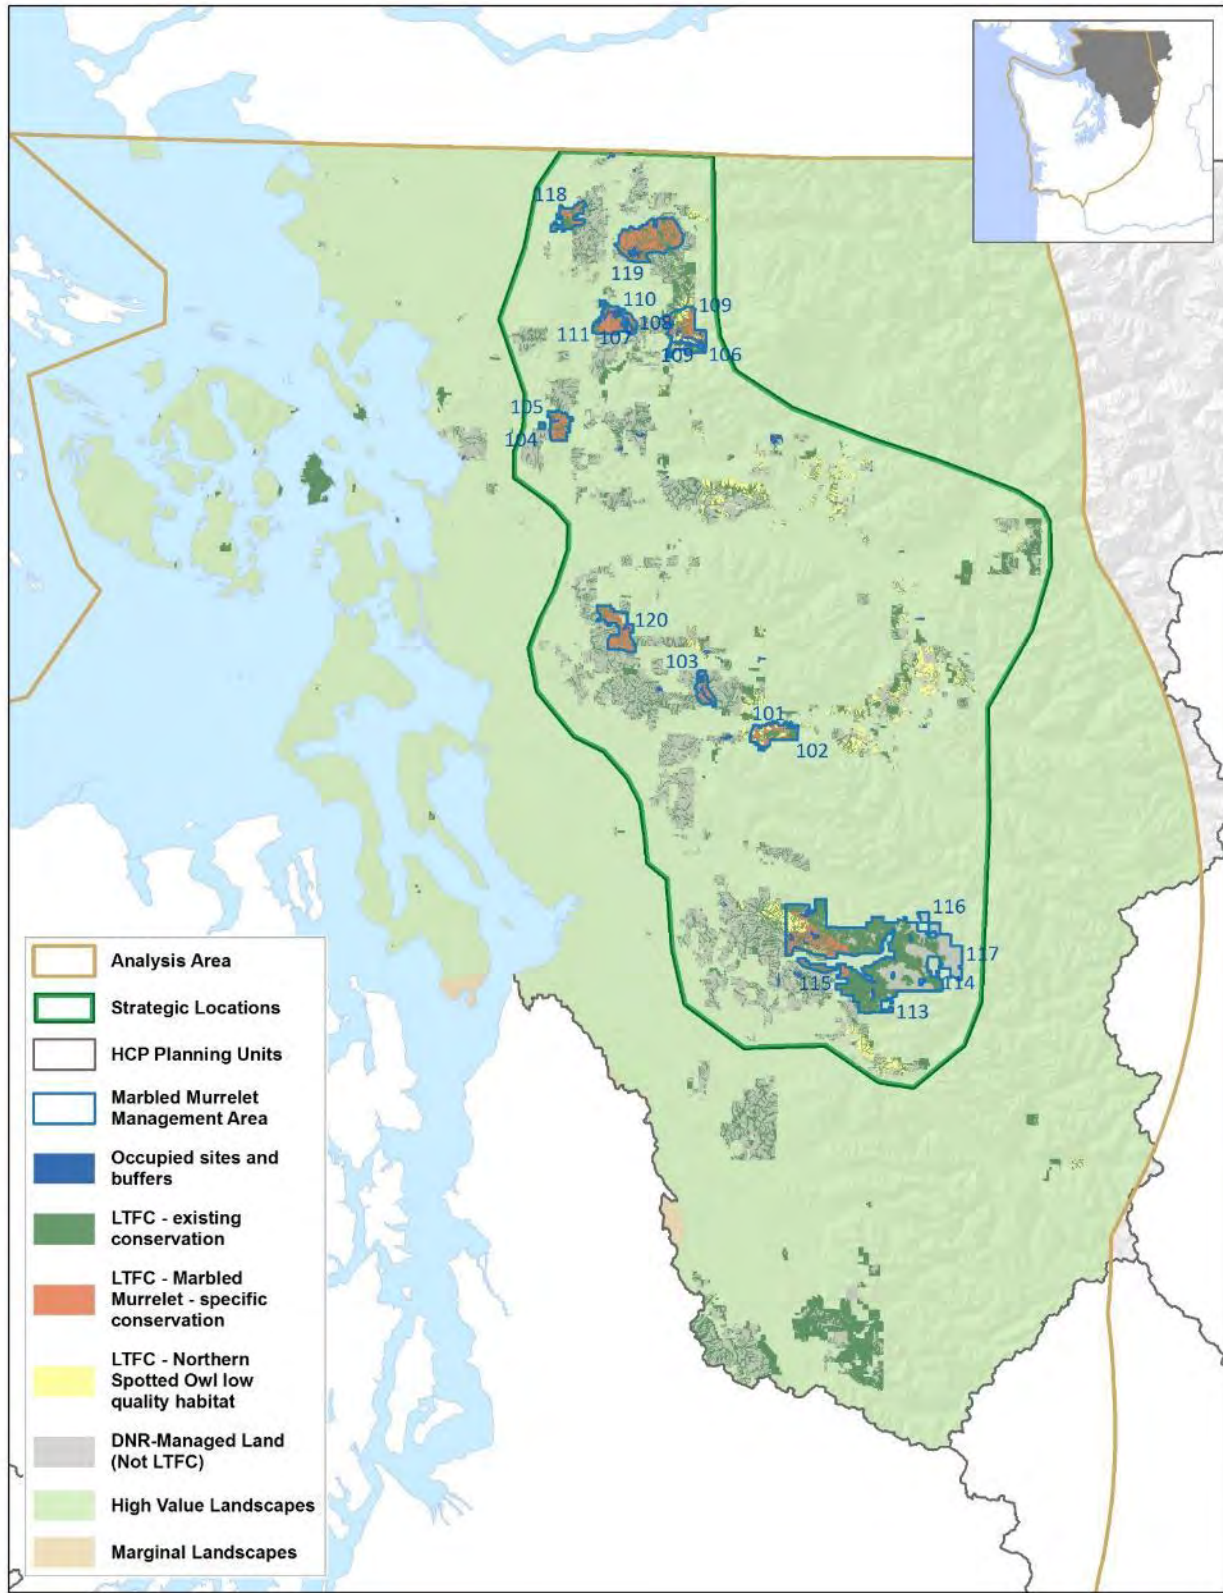 118
119
110
109
111
107
108
109
106
105
104
120
103
101
102
116
117
115
114
113
Analysis Area
Strategic Locations
HCP Planning Units
Marbled Murrelet
Management Area
Occupied sites and
buffers
LTFC - existing
conservation
LTFC - Marbled
Murrelet - specific
conservation
LTFC - Northern
Spotted Owl low
quality habitat
DNR-Managed Land
(Not LTFC)
High Value Landscapes
Marginal Landscapes